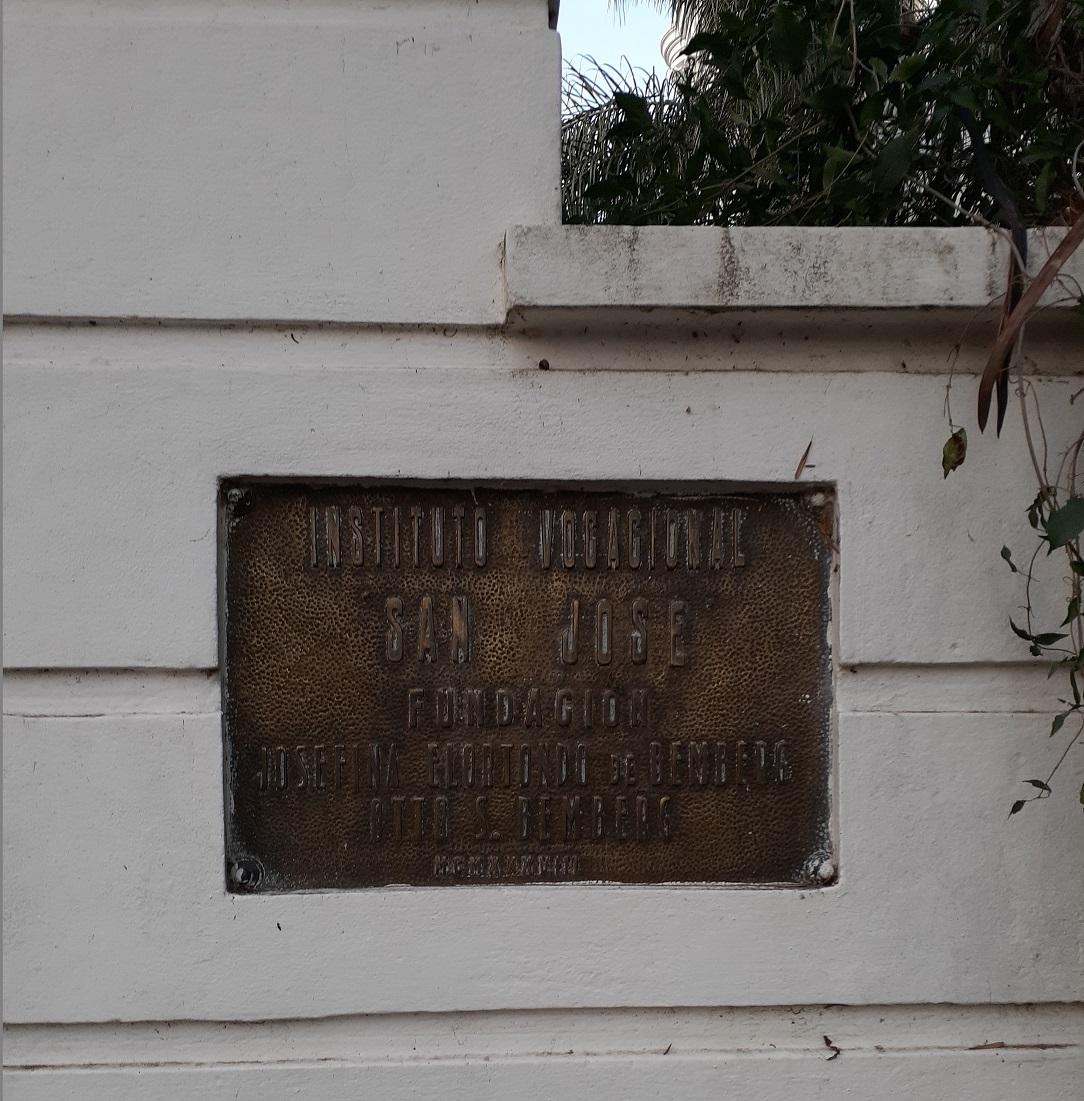 INSTITUTO VOCACIONAL
SAN JOSE
FUNDACION
JOSEFINA ELORTONDO DE BEMBERG
OTTO S. BEMBERG